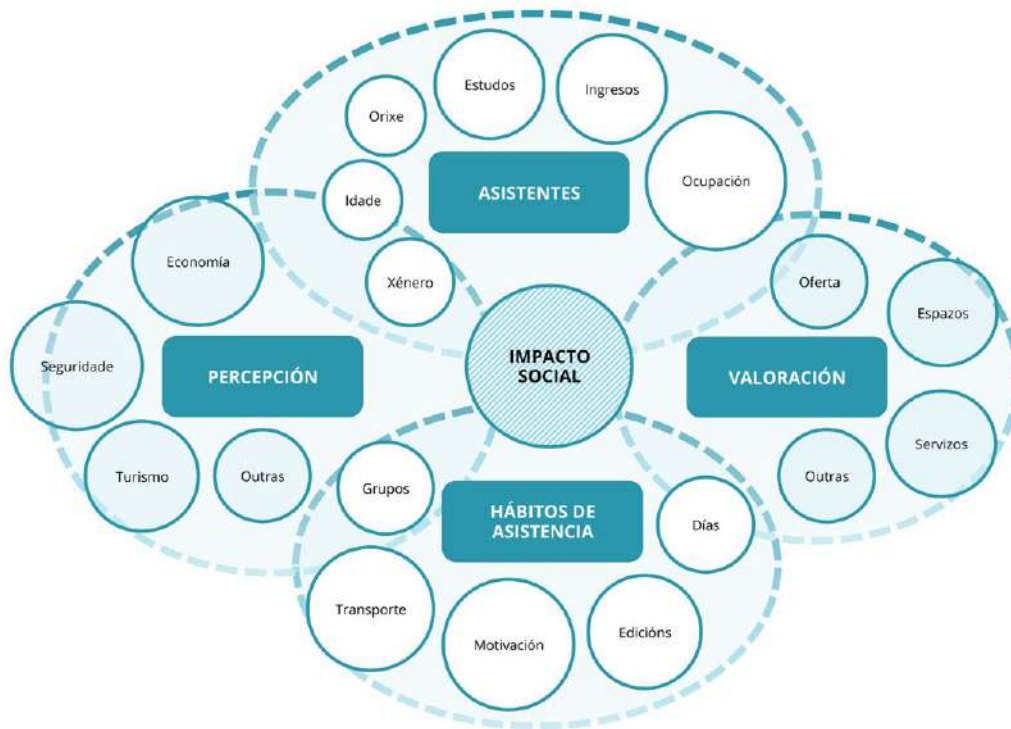 Estudos
Ingresos
Orixe
Ocupación
ASISTENTES
Idade
Xénero
Economía
Seguridade
PERCEPCIÓN
Turismo
Outras
IMPACTO
SOCIAL
Oferta
Espazos
VALORACIÓN
Servizos
Outras
Grupos
HÁBITOS DE
ASISTENCIA
Días
Transporte
Motivación
Edicións